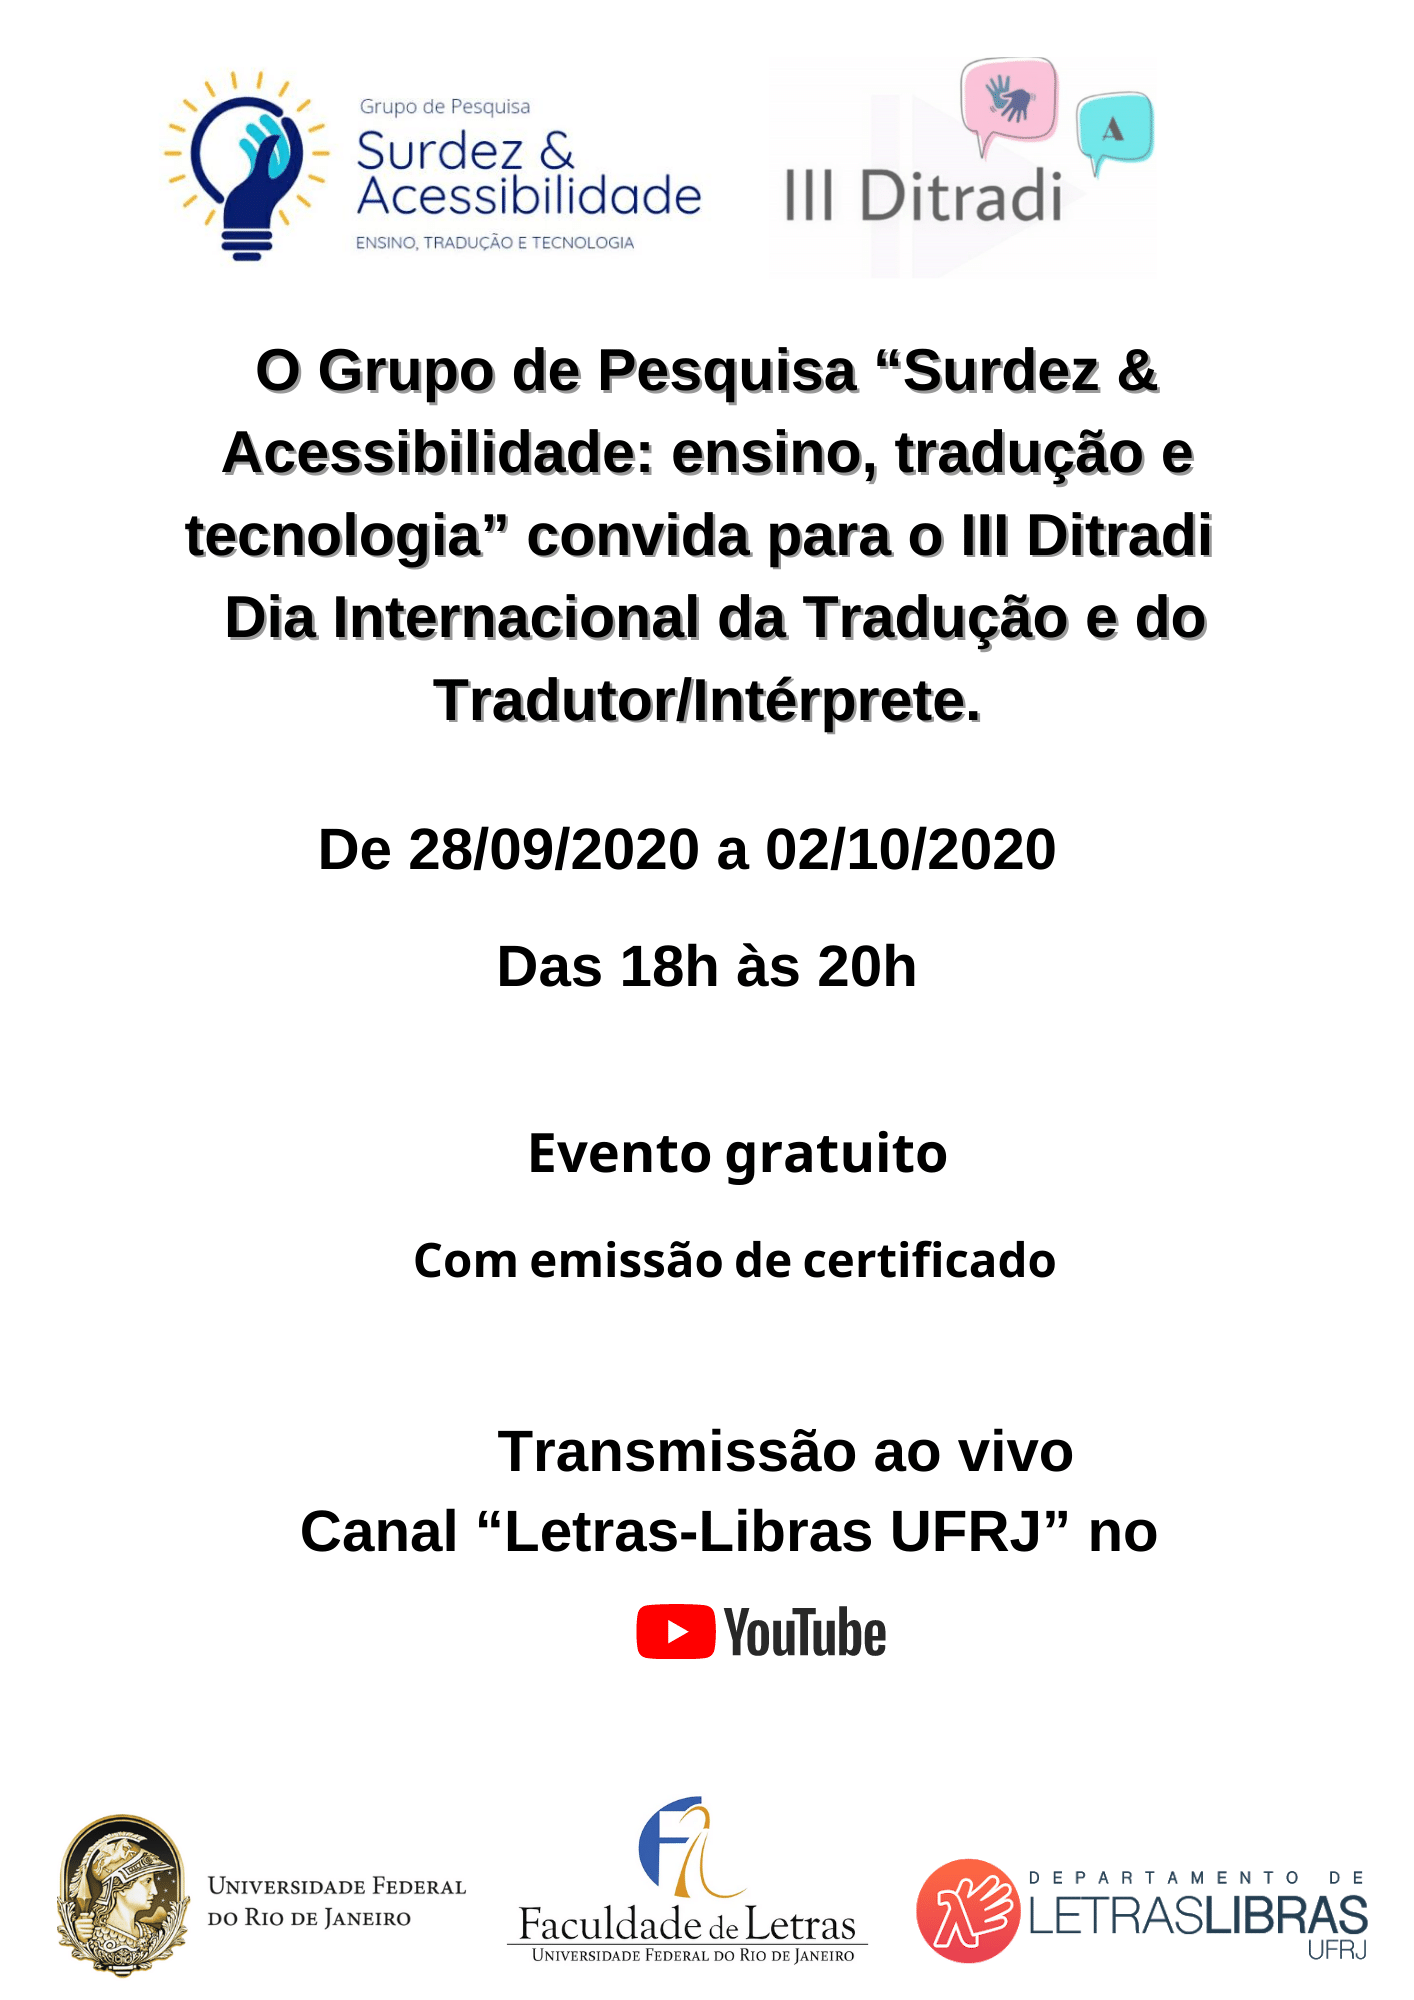 Grupo de Pesquisa
Surdez &
Acessibilidade
ENSINO, TRADUÇÃO E TECNOLOGIA
A
III Ditradi
O Grupo de Pesquisa “Surdez &
Acessibilidade: ensino, tradução e
tecnologia” convida para o III Ditradi
Dia Internacional da Tradução e do
Tradutor/Intérprete.
De 28/09/2020 a 02/10/2020
Das 18h às 20h
Evento gratuito
Com emissão de certificado
Transmissão ao vivo
Canal “Letras-Libras UFRJ” no
YouTube
UNIVERSIDADE FEDERAL
DO RIO DE JANEIRO
Faculdade de Letras
UNIVERSIDADE FEDERAL DO RIO DE JANEIRO
DEPARTAMENTO DE
LETRASLIBRAS
UFRJ